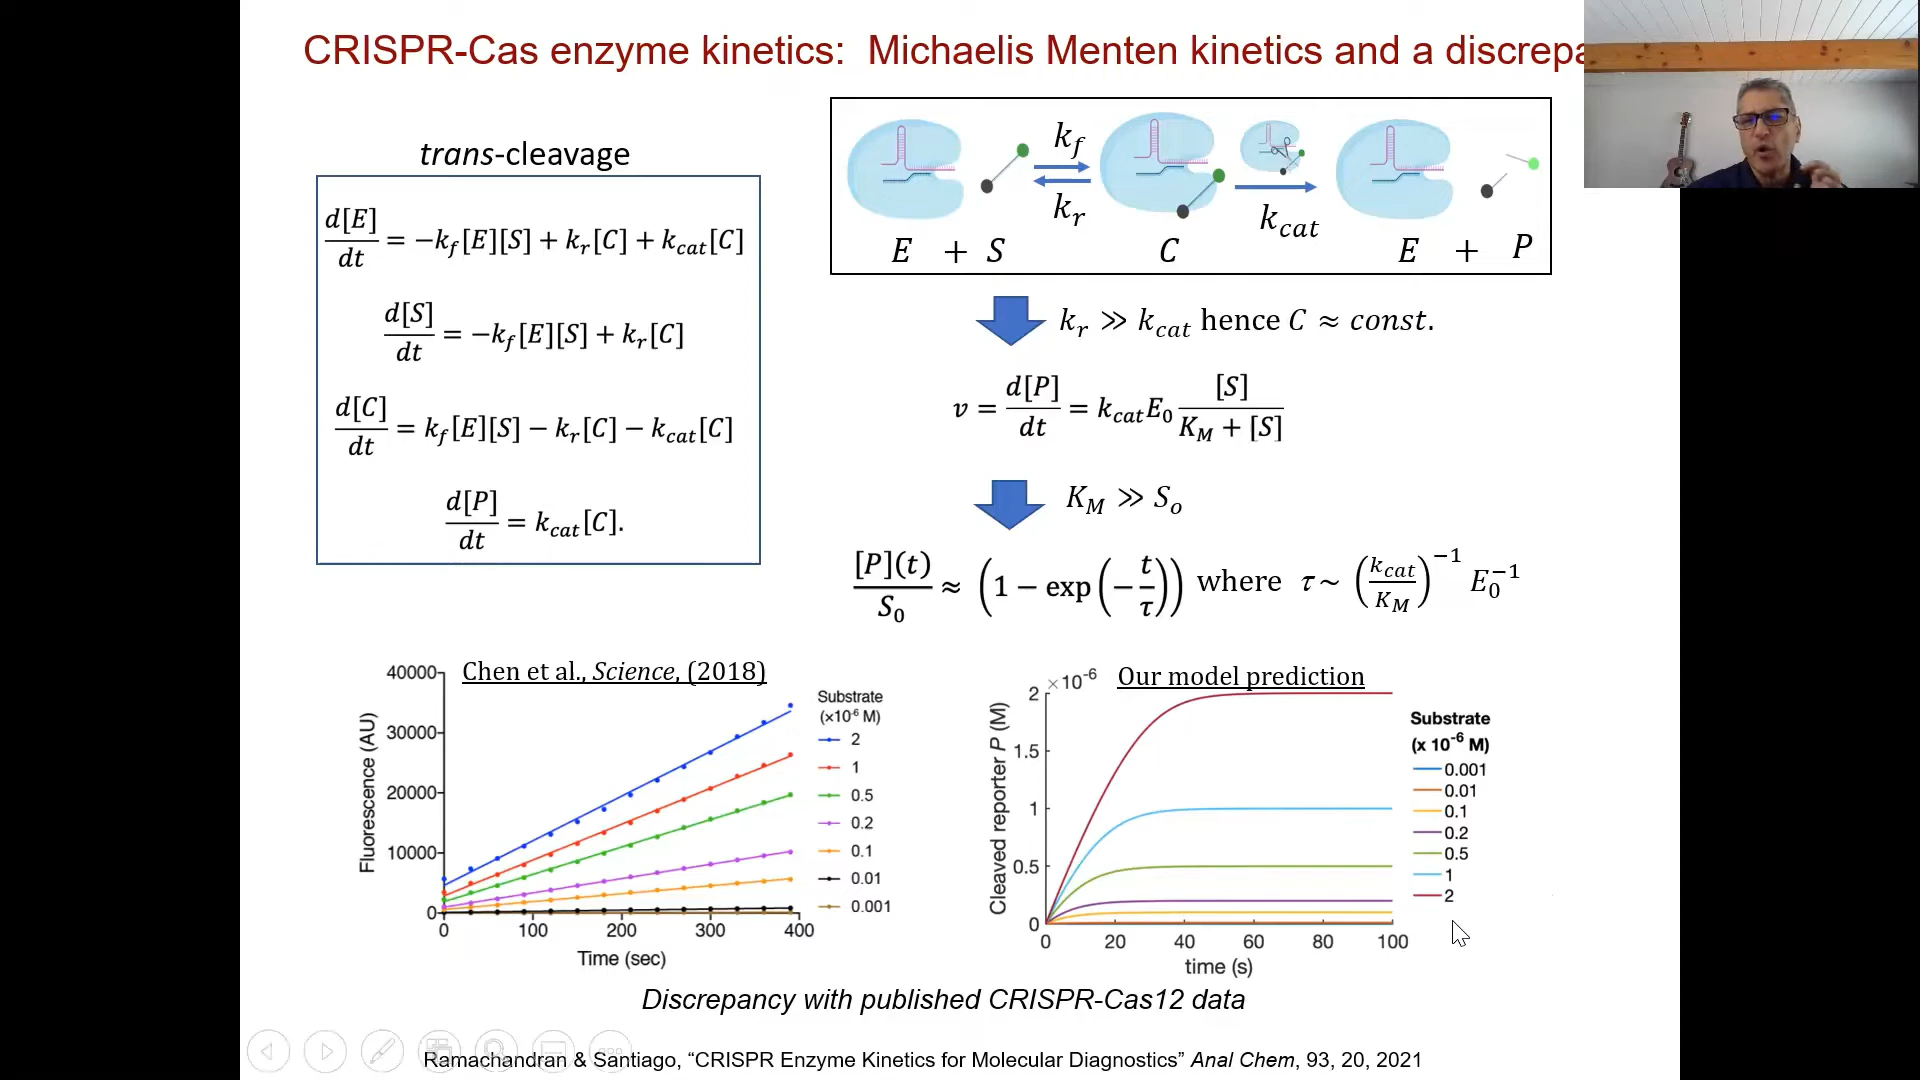 CRISPR-Cas enzyme kinetics: Michaelis Menten kinetics and a discrepa
trans-cleavage
d[E]/dt = −k_f[E][S] + k_r[C] + k_cat[C]
d[S]/dt = −k_f[E][S] + k_r[C]
d[C]/dt = k_f[E][S] − k_r[C] − k_cat[C]
d[P]/dt = k_cat[C].
k_f
k_r
k_cat
E + S C E + P
k_r ≫ k_cat hence C ≈ const.
v = d[P]/dt = k_cat E_0 [S]/(K_M + [S])
K_M ≫ S_o
[P](t)/S_0 ≈ (1 − exp(−t/τ)) where τ~ (k_cat/K_M)^−1 E_0^−1
Chen et al., Science, (2018)
Fluorescence (AU)
40000
30000
20000
10000
0
0 100 200 300 400
Time (sec)
Substrate
(×10⁻⁶ M)
2
1
0.5
0.2
0.1
0.01
0.001
Our model prediction
×10⁻⁶
Cleaved reporter P (M)
2
1.5
1
0.5
0
0 20 40 60 80 100
time (s)
Substrate
(x 10⁻⁶ M)
0.001
0.01
0.1
0.2
0.5
1
2
Discrepancy with published CRISPR-Cas12 data
Ramachandran & Santiago, “CRISPR Enzyme Kinetics for Molecular Diagnostics” Anal Chem, 93, 20, 2021